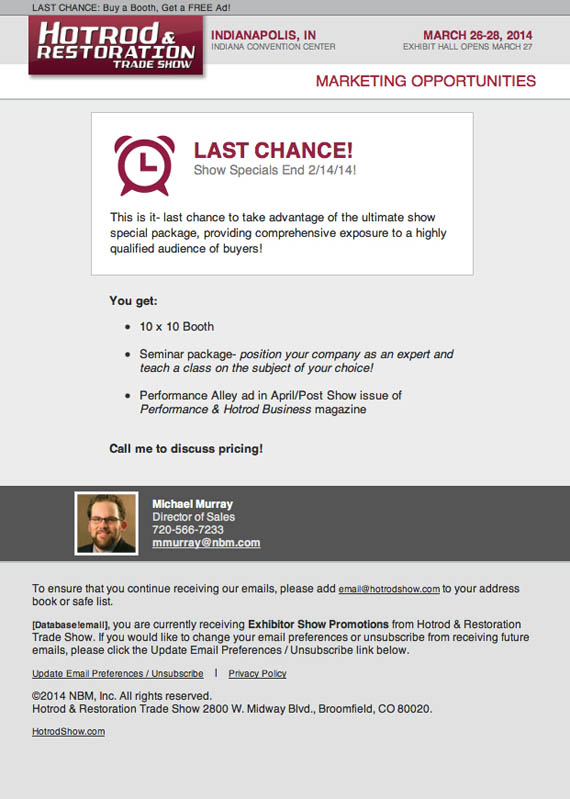 LAST CHANCE: Buy a Booth, Get a FREE Ad!
HOTROD &
RESTORATION
TRADE SHOW
INDIANAPOLIS, IN
INDIANA CONVENTION CENTER
MARCH 26-28, 2014
EXHIBIT HALL OPENS MARCH 27
MARKETING OPPORTUNITIES
LAST CHANCE!
Show Specials End 2/14/14!
This is it- last chance to take advantage of the ultimate show
special package, providing comprehensive exposure to a highly
qualified audience of buyers!
You get:
• 10 x 10 Booth
• Seminar package- position your company as an expert and
teach a class on the subject of your choice!
• Performance Alley ad in April/Post Show issue of
Performance & Hotrod Business magazine
Call me to discuss pricing!
Michael Murray
Director of Sales
720-566-7233
mmurray@nbm.com
To ensure that you continue receiving our emails, please add email@hotrodshow.com to your address
book or safe list.
[Database!email], you are currently receiving Exhibitor Show Promotions from Hotrod & Restoration
Trade Show. If you would like to change your email preferences or unsubscribe from receiving future
emails, please click the Update Email Preferences / Unsubscribe link below.
Update Email Preferences / Unsubscribe | Privacy Policy
©2014 NBM, Inc. All rights reserved.
Hotrod & Restoration Trade Show 2800 W. Midway Blvd., Broomfield, CO 80020.
HotrodShow.com